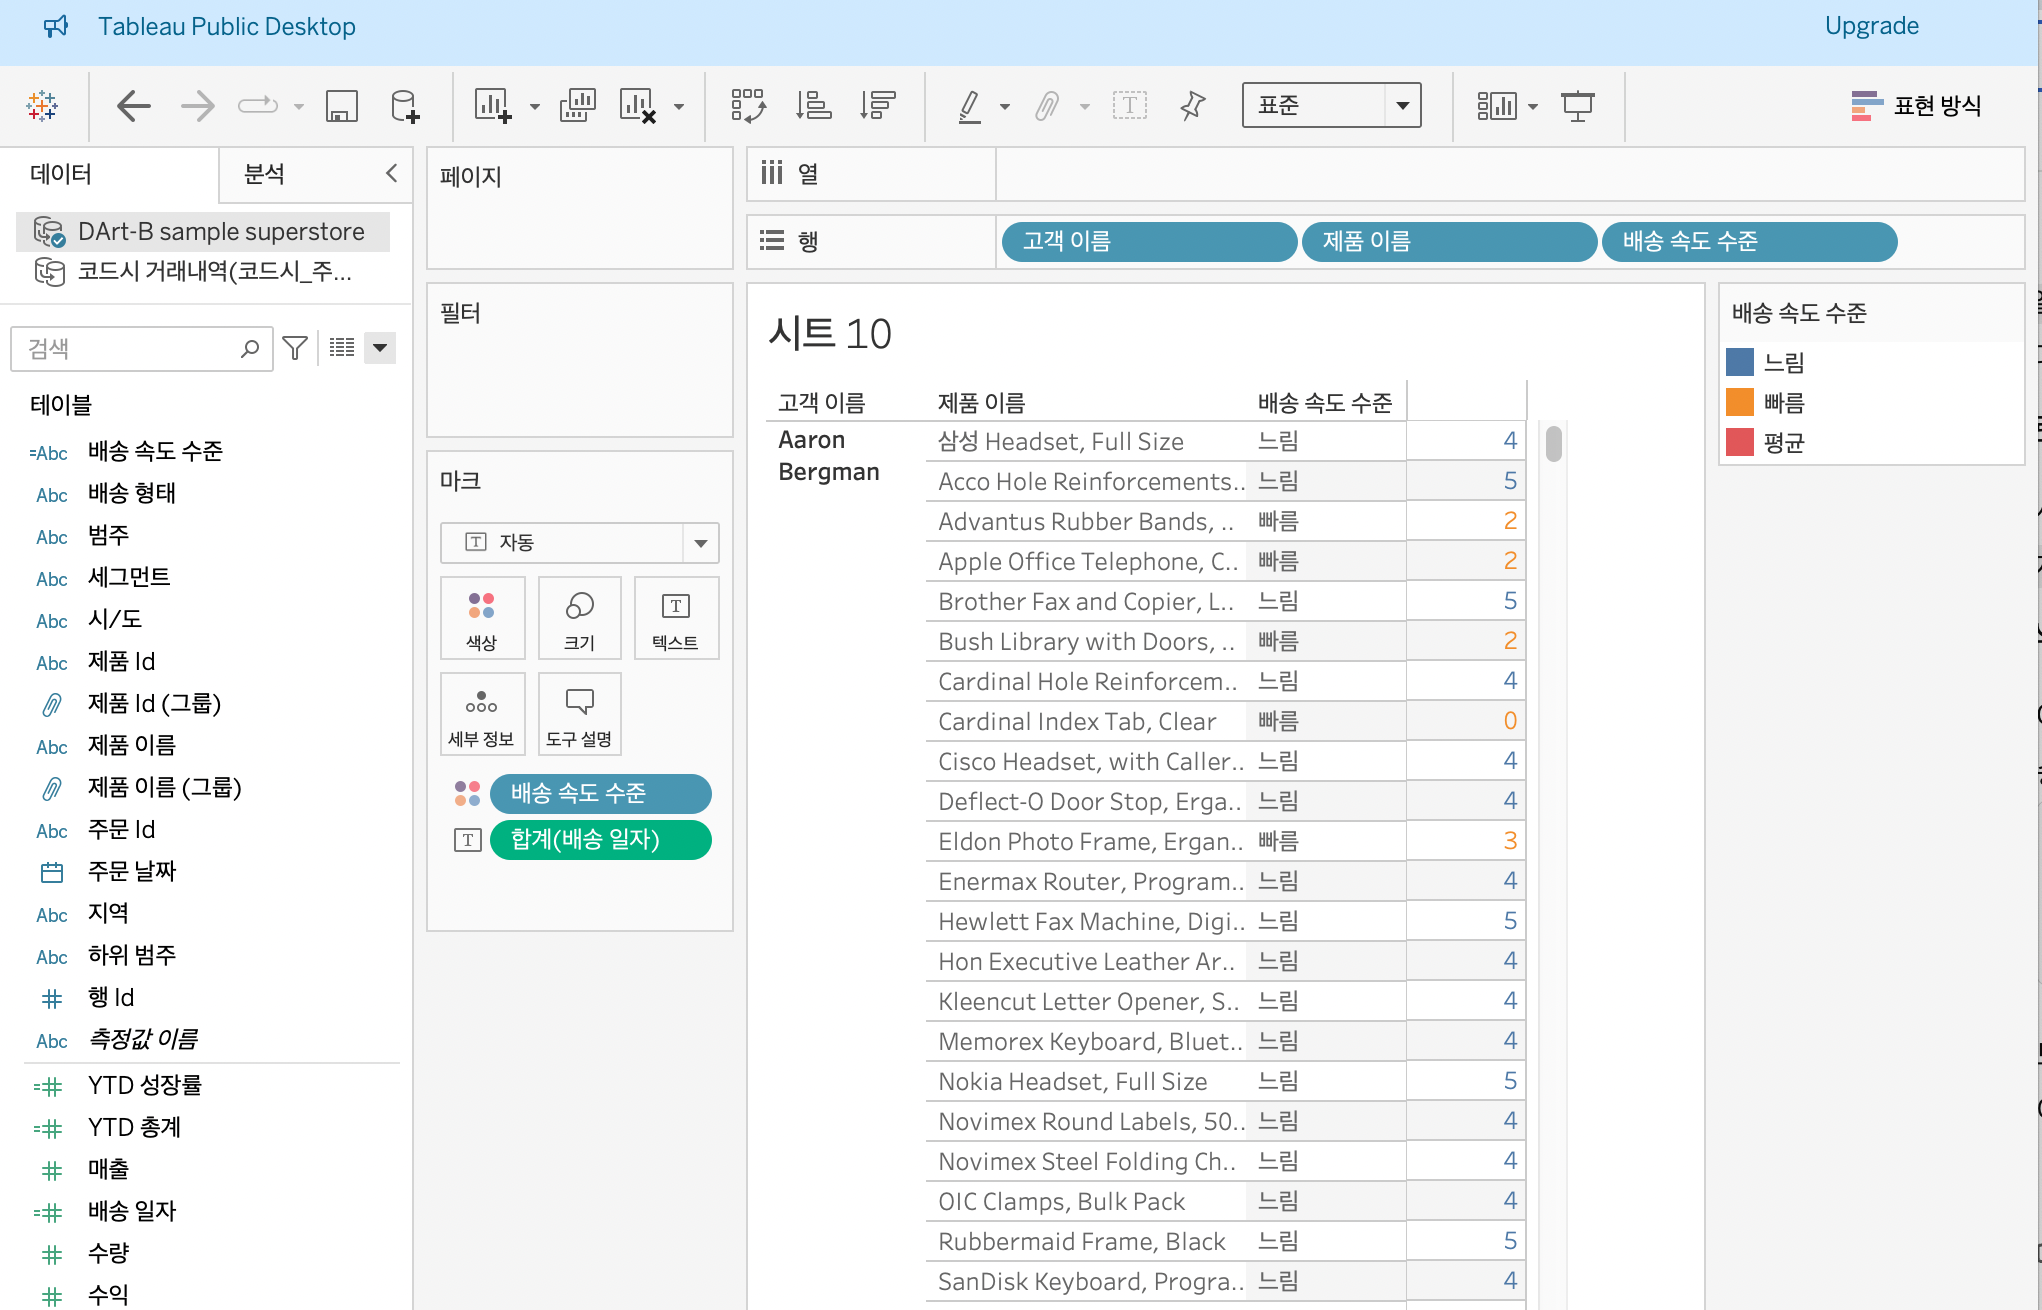 Tableau Public Desktop
Upgrade
표준
표현 방식
데이터
분석
DArt-B sample superstore
코드시 거래내역(코드시_주...
검색
테이블
=Abc 배송 속도 수준
Abc 배송 형태
Abc 범주
Abc 세그먼트
Abc 시/도
Abc 제품 Id
제품 Id (그룹)
Abc 제품 이름
제품 이름 (그룹)
Abc 주문 Id
주문 날짜
Abc 지역
Abc 하위 범주
# 행 Id
Abc 측정값 이름
=# YTD 성장률
=# YTD 총계
# 매출
=# 배송 일자
# 수량
# 수익
페이지
필터
마크
T 자동
색상
크기
T 텍스트
세부 정보
도구 설명
배송 속도 수준
T 합계(배송 일자)
열
행
고객 이름
제품 이름
배송 속도 수준
시트 10
고객 이름 제품 이름 배송 속도 수준
Aaron Bergman
삼성 Headset, Full Size 느림 4
Acco Hole Reinforcements.. 느림 5
Advantus Rubber Bands, .. 빠름 2
Apple Office Telephone, C.. 빠름 2
Brother Fax and Copier, L.. 느림 5
Bush Library with Doors, .. 빠름 2
Cardinal Hole Reinforcem.. 느림 4
Cardinal Index Tab, Clear 빠름 0
Cisco Headset, with Caller.. 느림 4
Deflect-O Door Stop, Erga.. 느림 4
Eldon Photo Frame, Ergan.. 빠름 3
Enermax Router, Program.. 느림 4
Hewlett Fax Machine, Digi.. 느림 5
Hon Executive Leather Ar.. 느림 4
Kleencut Letter Opener, S.. 느림 4
Memorex Keyboard, Bluet.. 느림 4
Nokia Headset, Full Size 느림 5
Novimex Round Labels, 50.. 느림 4
Novimex Steel Folding Ch.. 느림 4
OIC Clamps, Bulk Pack 느림 4
Rubbermaid Frame, Black 느림 5
SanDisk Keyboard, Progra.. 느림 4
배송 속도 수준
느림
빠름
평균